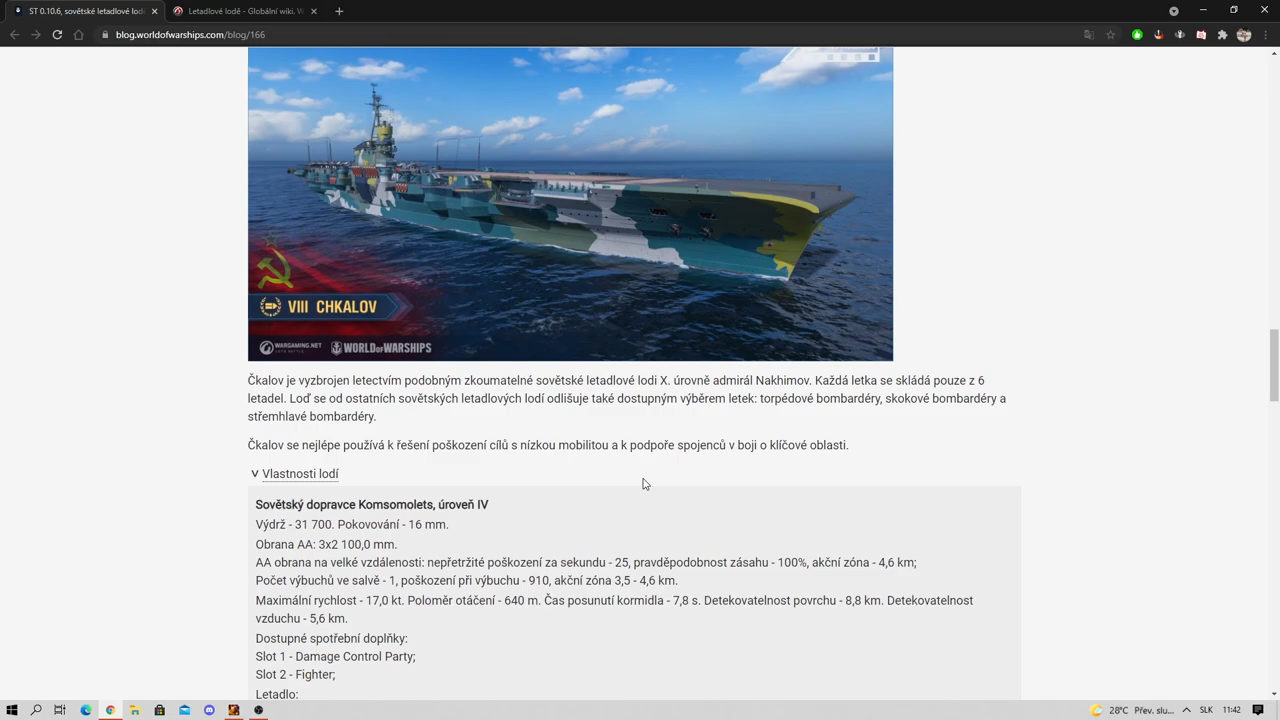 ST 0.10.6, sovětské letadlové lodi
Letadlové lodi - Globální wiki. W
blog.worldofwarships.com/blog/166
VIII CHKALOV
WARGAMING.NET
LET'S BATTLE
WORLD OF WARSHIPS
Čkalov je vyzbrojen letectvím podobným zkoumatelné sovětské letadlové lodi X. úrovně admirál Nakhimov. Každá letka se skládá pouze z 6
letadel. Loď se od ostatních sovětských letadlových lodí odlišuje také dostupným výběrem letek: torpédové bombardéry, skokové bombardéry a
střemhlavé bombardéry.
Čkalov se nejlépe používá k řešení poškození cílů s nízkou mobilitou a k podpoře spojenců v boji o klíčové oblasti.
Vlastnosti lodí
Sovětský dopravce Komsomolets, úroveň IV
Výdrž - 31 700. Pokovování - 16 mm.
Obrana AA: 3x2 100,0 mm.
AA obrana na velké vzdálenosti: nepřetržité poškození za sekundu - 25, pravděpodobnost zásahu - 100%, akční zóna - 4,6 km;
Počet výbuchů ve salvě - 1, poškození při výbuchu - 910, akční zóna 3,5 - 4,6 km.
Maximální rychlost - 17,0 kt. Poloměr otáčení - 640 m. Čas posunutí kormidla - 7,8 s. Detekovatelnost povrchu - 8,8 km. Detekovatelnost
vzduchu - 5,6 km.
Dostupné spotřební doplňky:
Slot 1 - Damage Control Party;
Slot 2 - Fighter;
Letadlo:
28°C Přev. slu... SLK 11:42